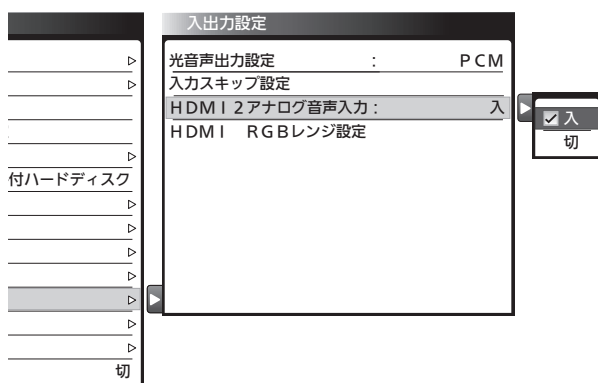 入出力設定
光音声出力設定 : PCM
入力スキップ設定
HDMI2アナログ音声入力: 入
HDMI RGBレンジ設定
入
切
付ハードディスク
切